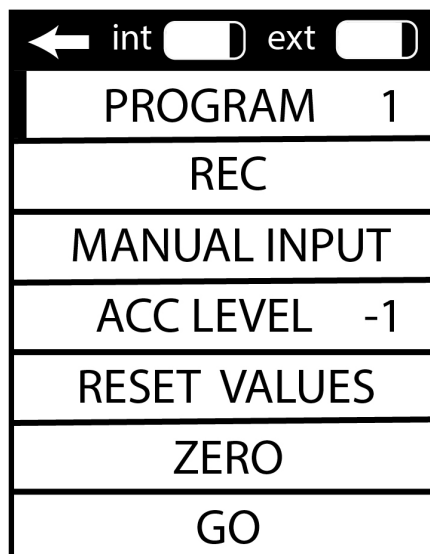 int ext
PROGRAM 1
REC
MANUAL INPUT
ACC LEVEL -1
RESET VALUES
ZERO
GO